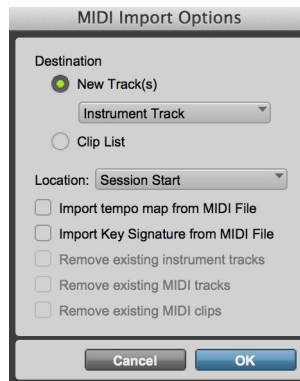 MIDI Import Options
Destination
New Track(s)
Instrument Track
Clip List
Location: Session Start
Import tempo map from MIDI File
Import Key Signature from MIDI File
Remove existing instrument tracks
Remove existing MIDI tracks
Remove existing MIDI clips
Cancel OK